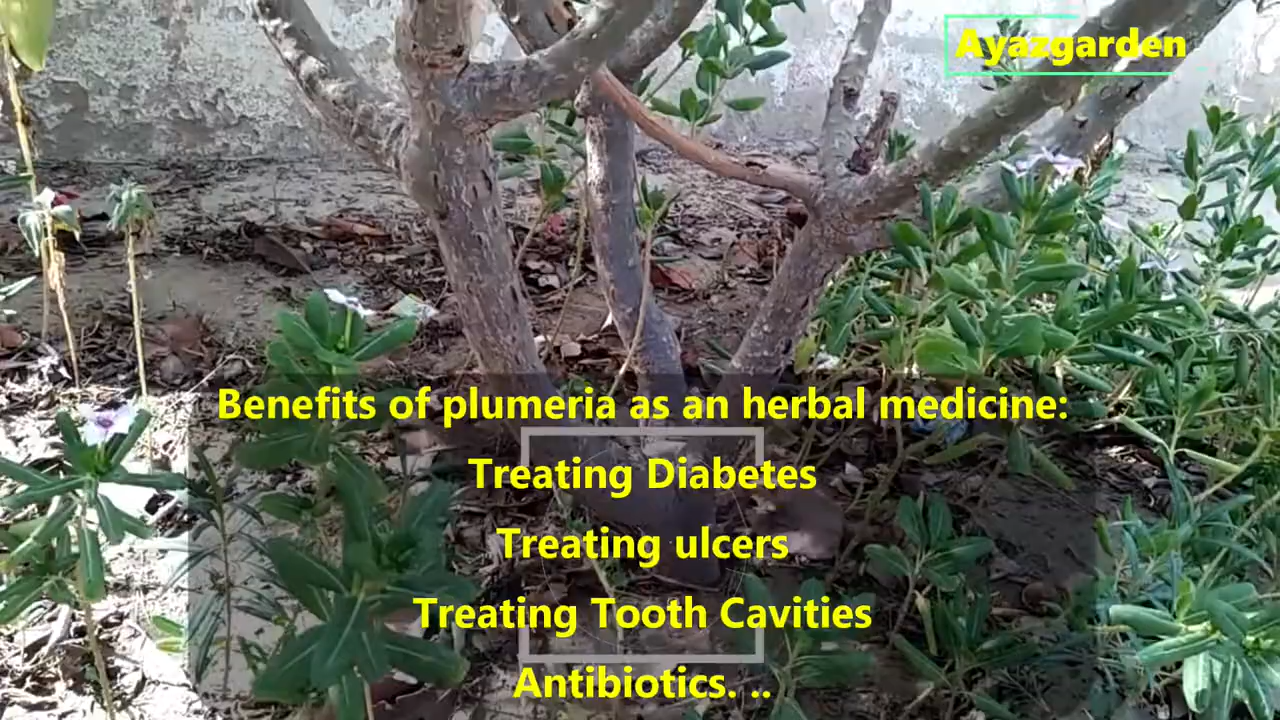 Ayazgarden
Benefits of plumeria as an herbal medicine:
Treating Diabetes
Treating ulcers
Treating Tooth Cavities
Antibiotics. ..